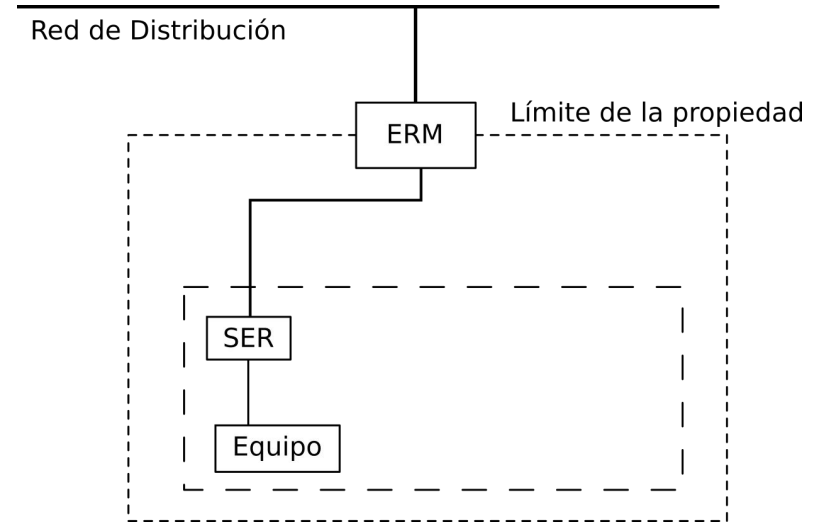 Red de Distribución
Límite de la propiedad
ERM
SER
Equipo